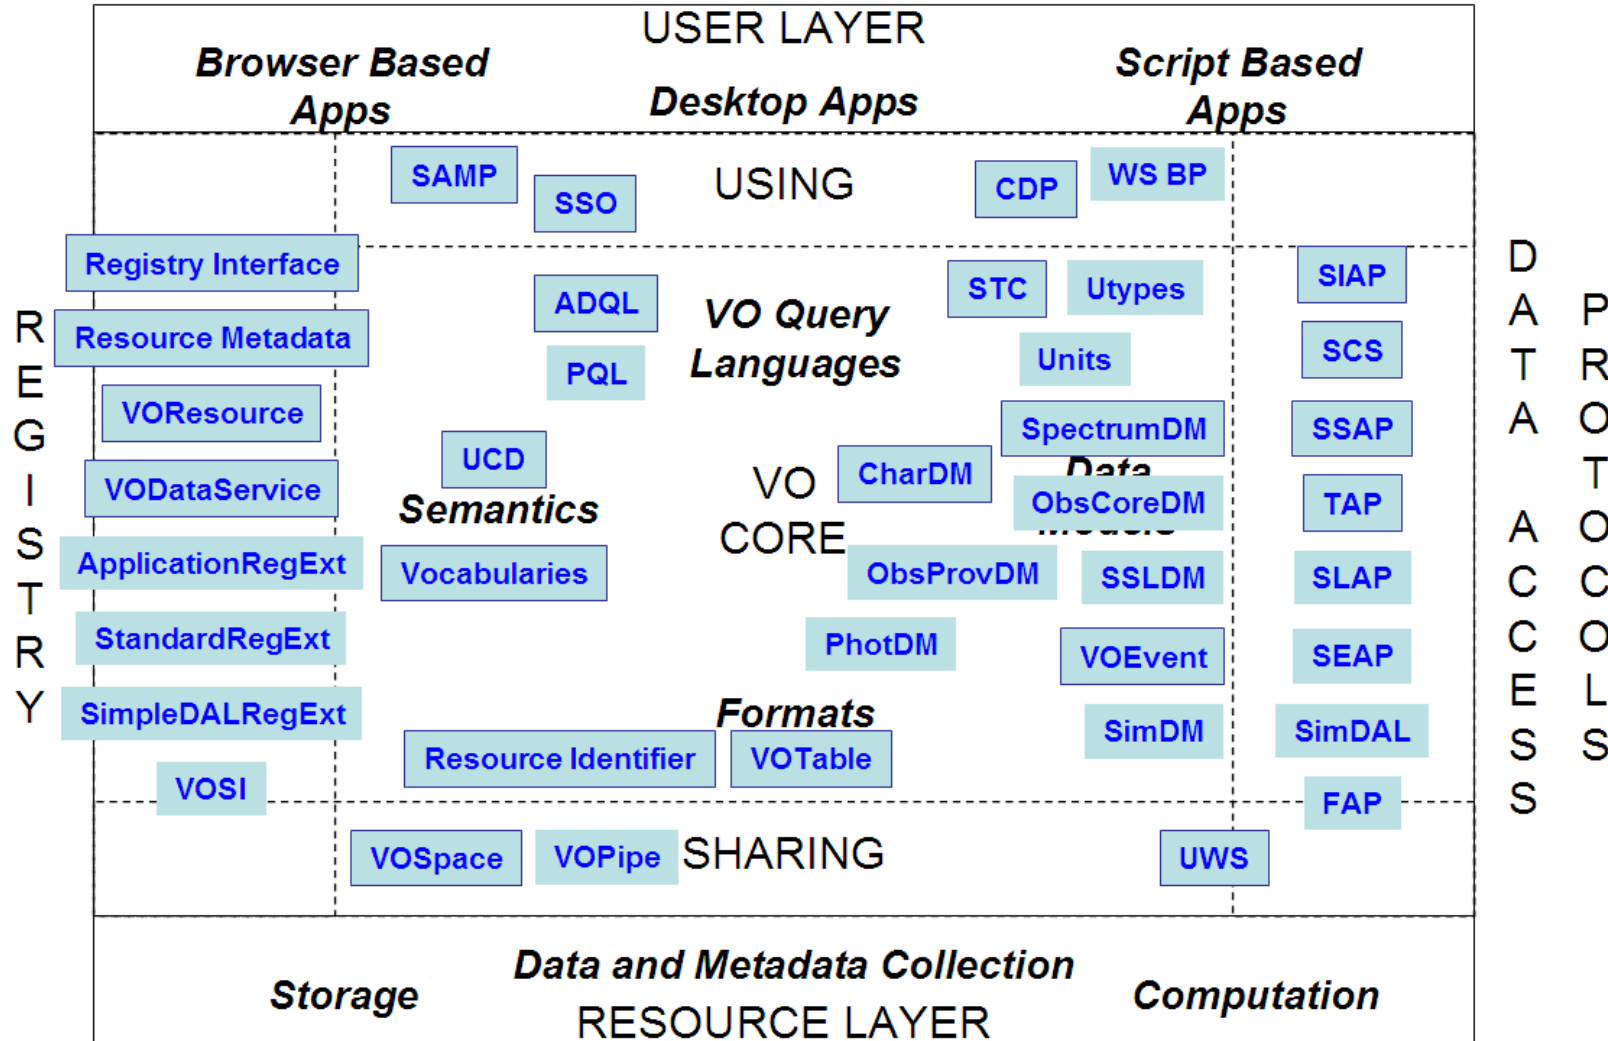 USER LAYER
Browser Based
Apps
Desktop Apps
Script Based
Apps
SAMP
SSO
USING
CDP
WS BP
REGISTRY
Registry Interface
Resource Metadata
VOResource
VODataService
ApplicationRegExt
StandardRegExt
SimpleDALRegExt
VOSI
ADQL
PQL
VO Query
Languages
STC
Utypes
Units
UCD
Semantics
Vocabularies
VO
CORE
SpectrumDM
CharDM
Data
ObsCoreDM
Models
ObsProvDM
SSLDM
PhotDM
VOEvent
SimDM
Formats
Resource Identifier
VOTable
SIAP
SCS
SSAP
TAP
SLAP
SEAP
SimDAL
FAP
DATA ACCESS
PROTOCOLS
VOSpace
VOPipe
SHARING
UWS
Storage
Data and Metadata Collection
Computation
RESOURCE LAYER